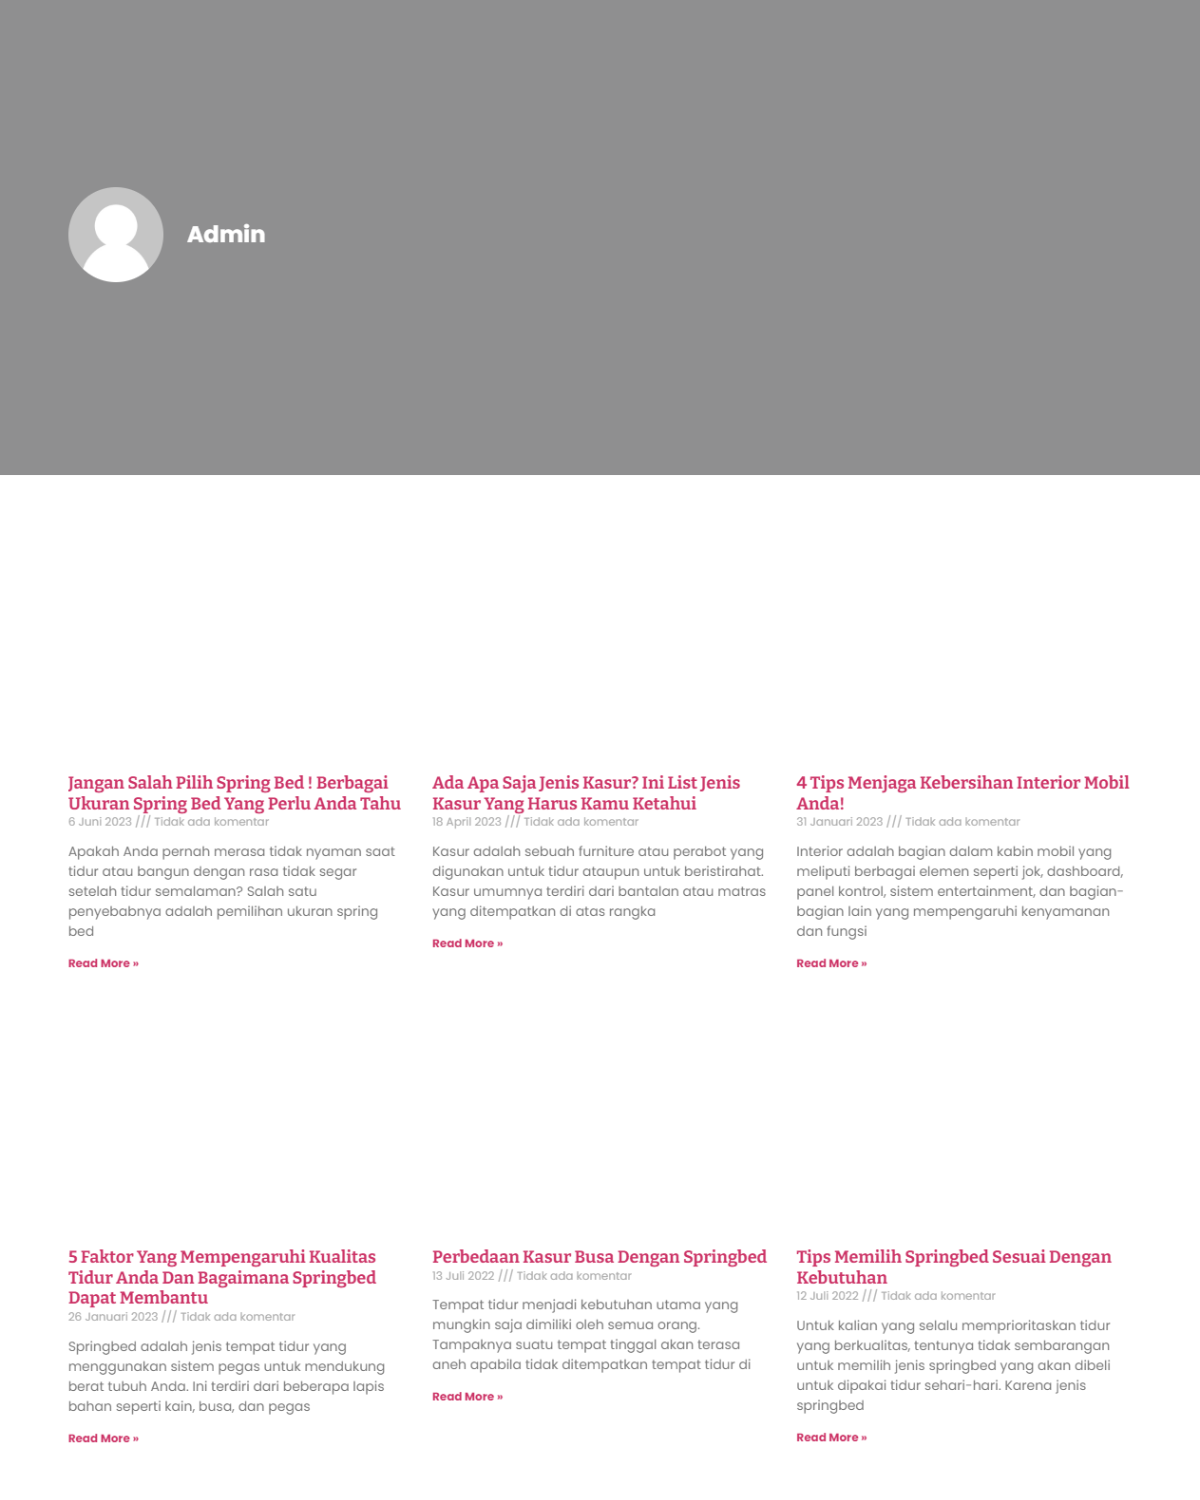 Admin
Jangan Salah Pilih Spring Bed ! Berbagai
Ukuran Spring Bed Yang Perlu Anda Tahu
6 Juni 2023 /// Tidak ada komentar
Apakah Anda pernah merasa tidak nyaman saat
tidur atau bangun dengan rasa tidak segar
setelah tidur semalaman? Salah satu
penyebabnya adalah pemilihan ukuran spring
bed
Read More »
Ada Apa Saja Jenis Kasur? Ini List Jenis
Kasur Yang Harus Kamu Ketahui
18 April 2023 /// Tidak ada komentar
Kasur adalah sebuah furniture atau perabot yang
digunakan untuk tidur ataupun untuk beristirahat.
Kasur umumnya terdiri dari bantalan atau matras
yang ditempatkan di atas rangka
Read More »
4 Tips Menjaga Kebersihan Interior Mobil
Anda!
31 Januari 2023 /// Tidak ada komentar
Interior adalah bagian dalam kabin mobil yang
meliputi berbagai elemen seperti jok, dashboard,
panel kontrol, sistem entertainment, dan bagian-
bagian lain yang mempengaruhi kenyamanan
dan fungsi
Read More »
5 Faktor Yang Mempengaruhi Kualitas
Tidur Anda Dan Bagaimana Springbed
Dapat Membantu
26 Januari 2023 /// Tidak ada komentar
Springbed adalah jenis tempat tidur yang
menggunakan sistem pegas untuk mendukung
berat tubuh Anda. Ini terdiri dari beberapa lapis
bahan seperti kain, busa, dan pegas
Read More »
Perbedaan Kasur Busa Dengan Springbed
13 Juli 2022 /// Tidak ada komentar
Tempat tidur menjadi kebutuhan utama yang
mungkin saja dimiliki oleh semua orang.
Tampaknya suatu tempat tinggal akan terasa
aneh apabila tidak ditempatkan tempat tidur di
Read More »
Tips Memilih Springbed Sesuai Dengan
Kebutuhan
12 Juli 2022 /// Tidak ada komentar
Untuk kalian yang selalu memprioritaskan tidur
yang berkualitas, tentunya tidak sembarangan
untuk memilih jenis springbed yang akan dibeli
untuk dipakai tidur sehari-hari. Karena jenis
springbed
Read More »